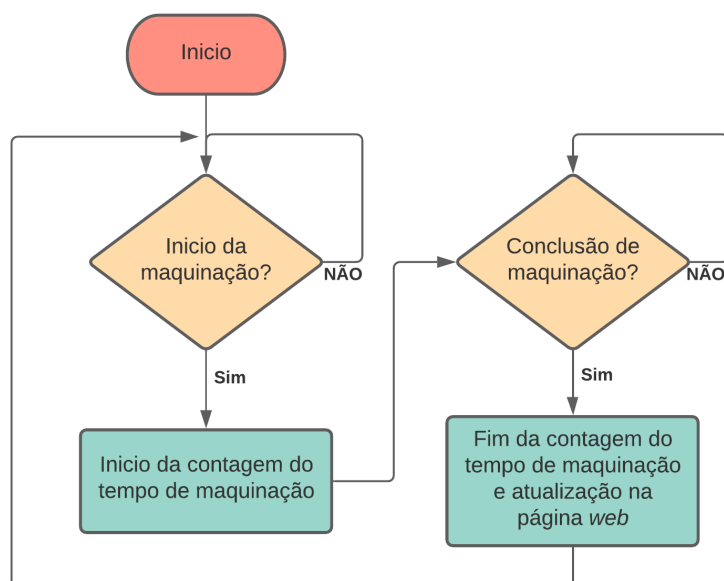 Inicio
Inicio da
maquinação?
NÃO
Sim
Inicio da contagem do
tempo de maquinação
Conclusão de
maquinação?
NÃO
Sim
Fim da contagem do
tempo de maquinação
e atualização na
página web